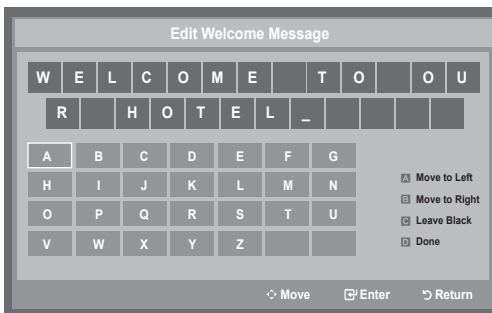 Edit Welcome Message
W E L C O M E T O O U
R H O T E L _
A B C D E F G
H I J K L M N
O P Q R S T U
V W X Y Z
A Move to Left
B Move to Right
C Leave Black
D Done
Move Enter Return